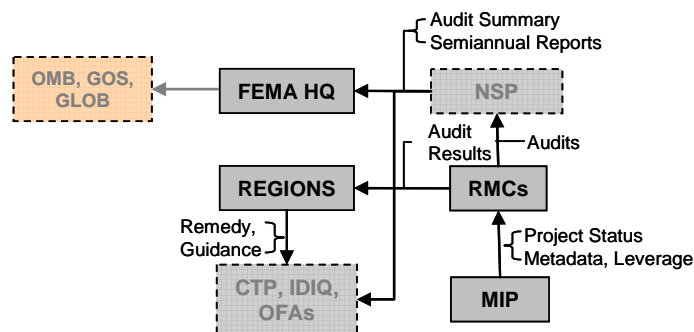 Audit Summary
Semiannual Reports
OMB, GOS,
GLOB
FEMA HQ
NSP
Audit
Results
Audits
REGIONS
RMCs
Remedy,
Guidance
Project Status
Metadata, Leverage
CTP, IDIQ,
OFAs
MIP